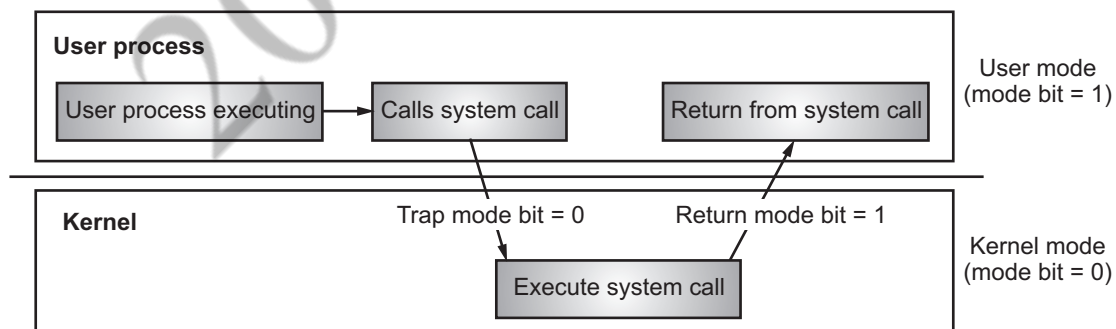 User process
User process executing
Calls system call
Return from system call
User mode
(mode bit = 1)
Kernel
Trap mode bit = 0
Return mode bit = 1
Execute system call
Kernel mode
(mode bit = 0)